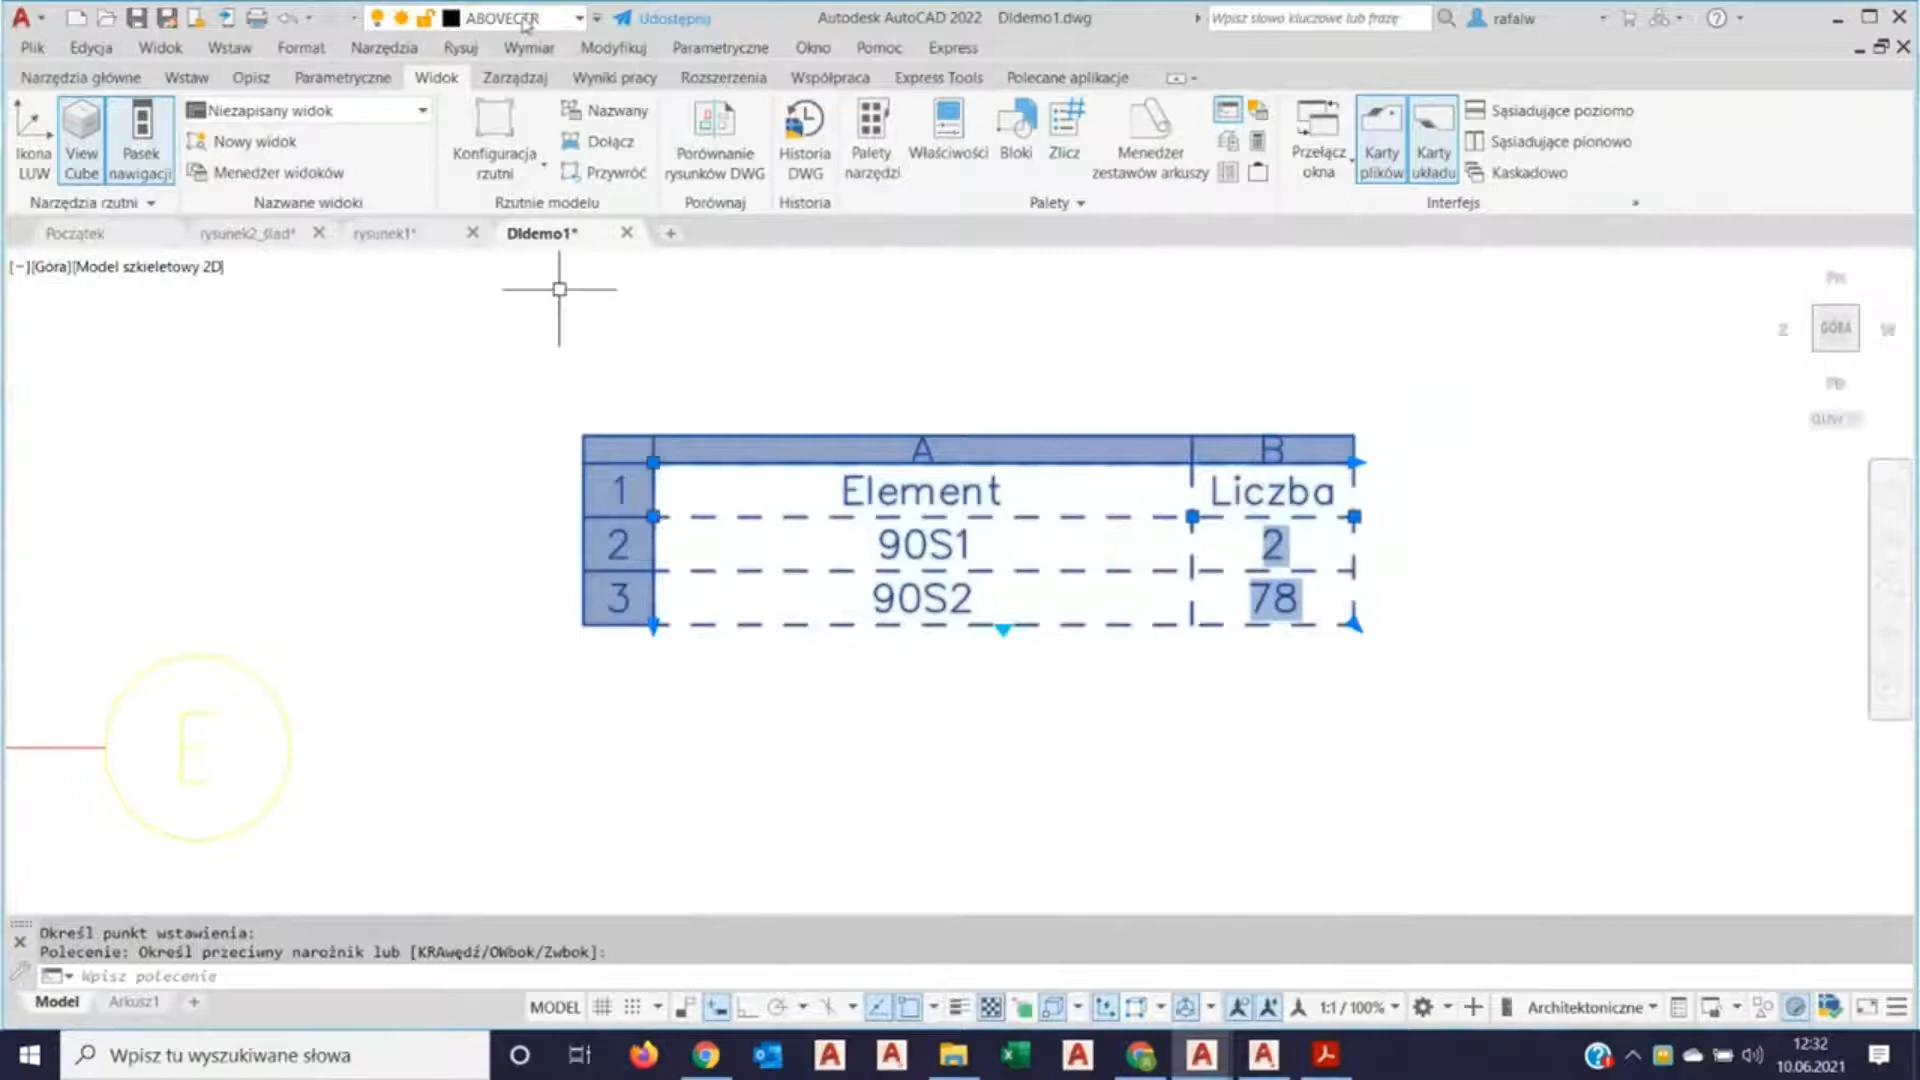 ABOVECTR
Udostępnij
Autodesk AutoCAD 2022 DIdemo1.dwg
Wpisz słowo kluczowe lub frazę
rafalw
Plik Edycja Widok Wstaw Format Narzędzia Rysuj Wymiar Modyfikuj Parametryczne Okno Pomoc Express
Narzędzia główne Wstaw Opisz Parametryczne Widok Zarządzaj Wyniki pracy Rozszerzenia Współpraca Express Tools Polecane aplikacje
Ikona LUW
View Cube
Pasek nawigacji
Narzędzia rzutni
Niezapisany widok
Nowy widok
Menedżer widoków
Nazwane widoki
Konfiguracja rzutni
Nazwany
Dołącz
Przywróć
Rzutnie modelu
Porównanie rysunków DWG
Porównaj
Historia DWG
Historia
Palety narzędzi
Właściwości
Bloki
Zlicz
Menedżer zestawów arkuszy
Palety
Przełącz okna
Karty plików
Karty układu
Sąsiadujące poziomo
Sąsiadujące pionowo
Kaskadowo
Interfejs
Początek rysunek2_ślad* rysunek1* DIdemo1*
[−][Góra][Model szkieletowy 2D]
PN
Z GÓRA W
PD
GLUW
A B
1 Element Liczba
2 90S1 2
3 90S2 78
E
Określ punkt wstawienia:
Polecenie: Określ przeciwny narożnik lub [KRAwędź/OWbok/Zwbok]:
Wpisz polecenie
Model Arkusz1
MODEL
1:1 / 100%
Architektoniczne
Wpisz tu wyszukiwane słowa
12:32
10.06.2021